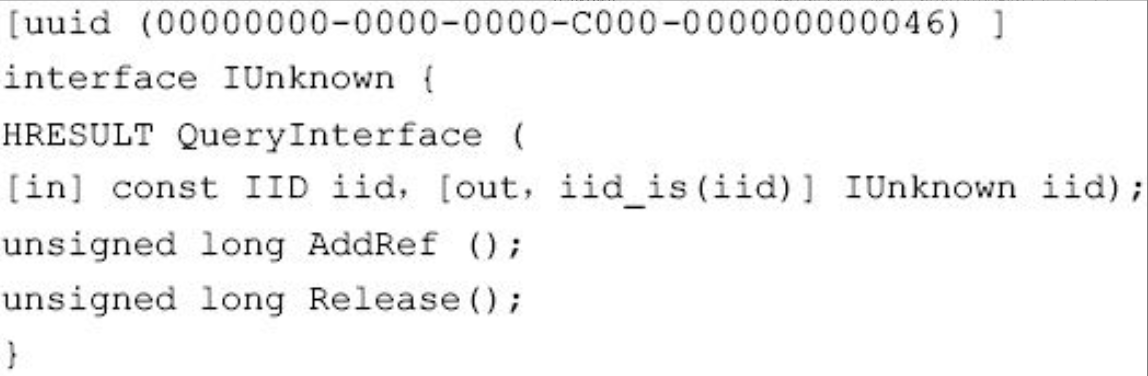 [uuid (00000000-0000-0000-C000-000000000046) ]
interface IUnknown {
HRESULT QueryInterface (
[in] const IID iid, [out, iid_is(iid)] IUnknown iid);
unsigned long AddRef ();
unsigned long Release();
}